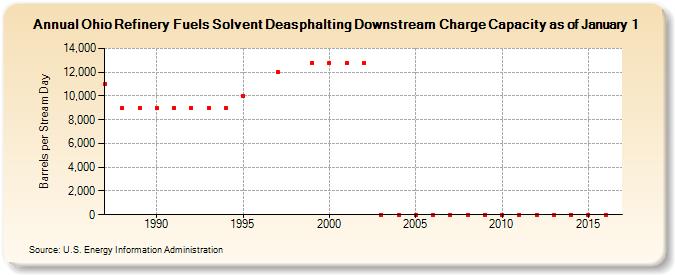 Annual Ohio Refinery Fuels Solvent Deasphalting Downstream Charge Capacity as of January 1
Barrels per Stream Day
14,000
12,000
10,000
8,000
6,000
4,000
2,000
0
1990 1995 2000 2005 2010 2015
Source: U.S. Energy Information Administration